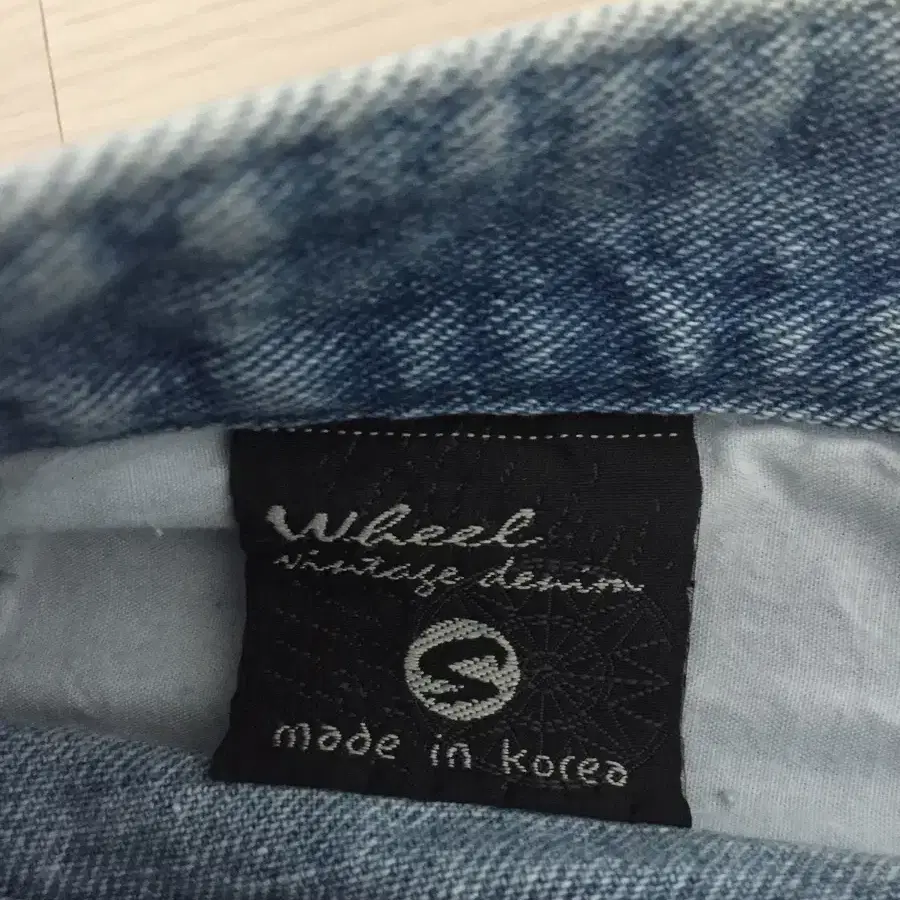 Wheel
Vintage denim
S
made in korea